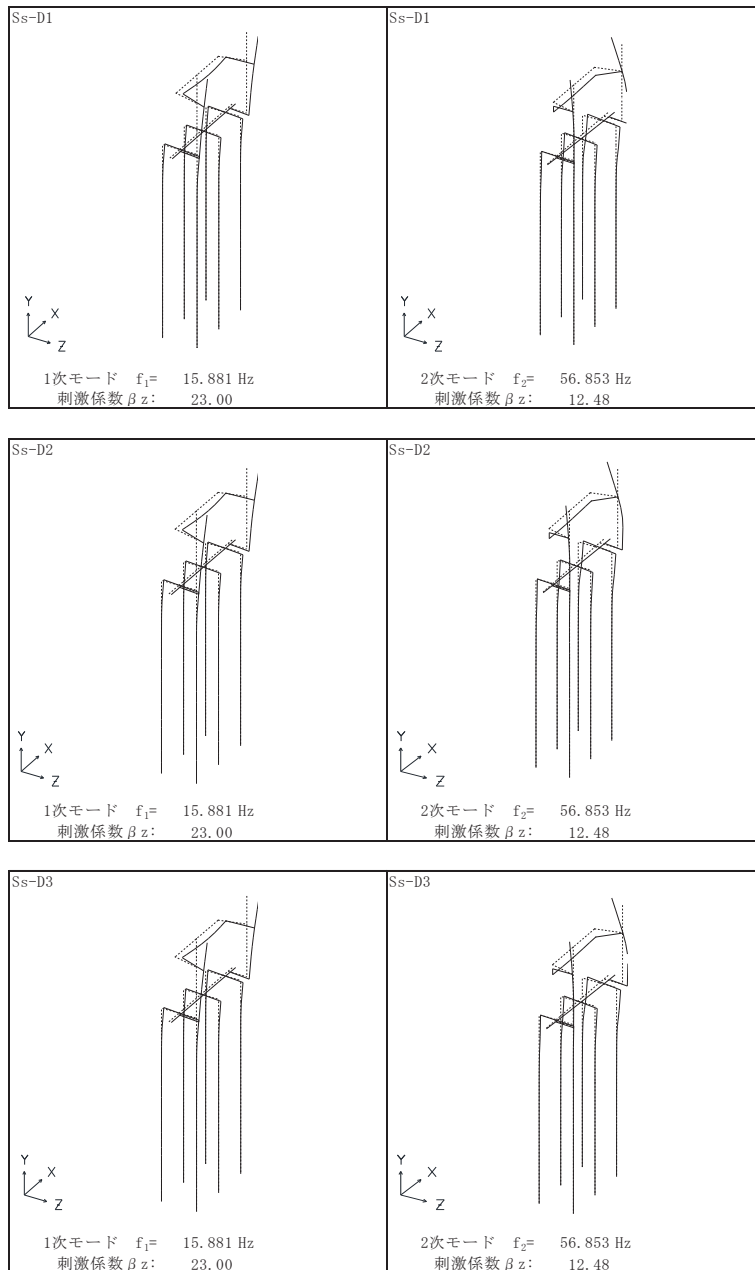 Ss-D1
Y
X
Z
1次モード f₁= 15.881 Hz
刺激係数βz: 23.00
Ss-D1
Y
X
Z
2次モード f₂= 56.853 Hz
刺激係数βz: 12.48
Ss-D2
Y
X
Z
1次モード f₁= 15.881 Hz
刺激係数βz: 23.00
Ss-D2
Y
X
Z
2次モード f₂= 56.853 Hz
刺激係数βz: 12.48
Ss-D3
Y
X
Z
1次モード f₁= 15.881 Hz
刺激係数βz: 23.00
Ss-D3
Y
X
Z
2次モード f₂= 56.853 Hz
刺激係数βz: 12.48